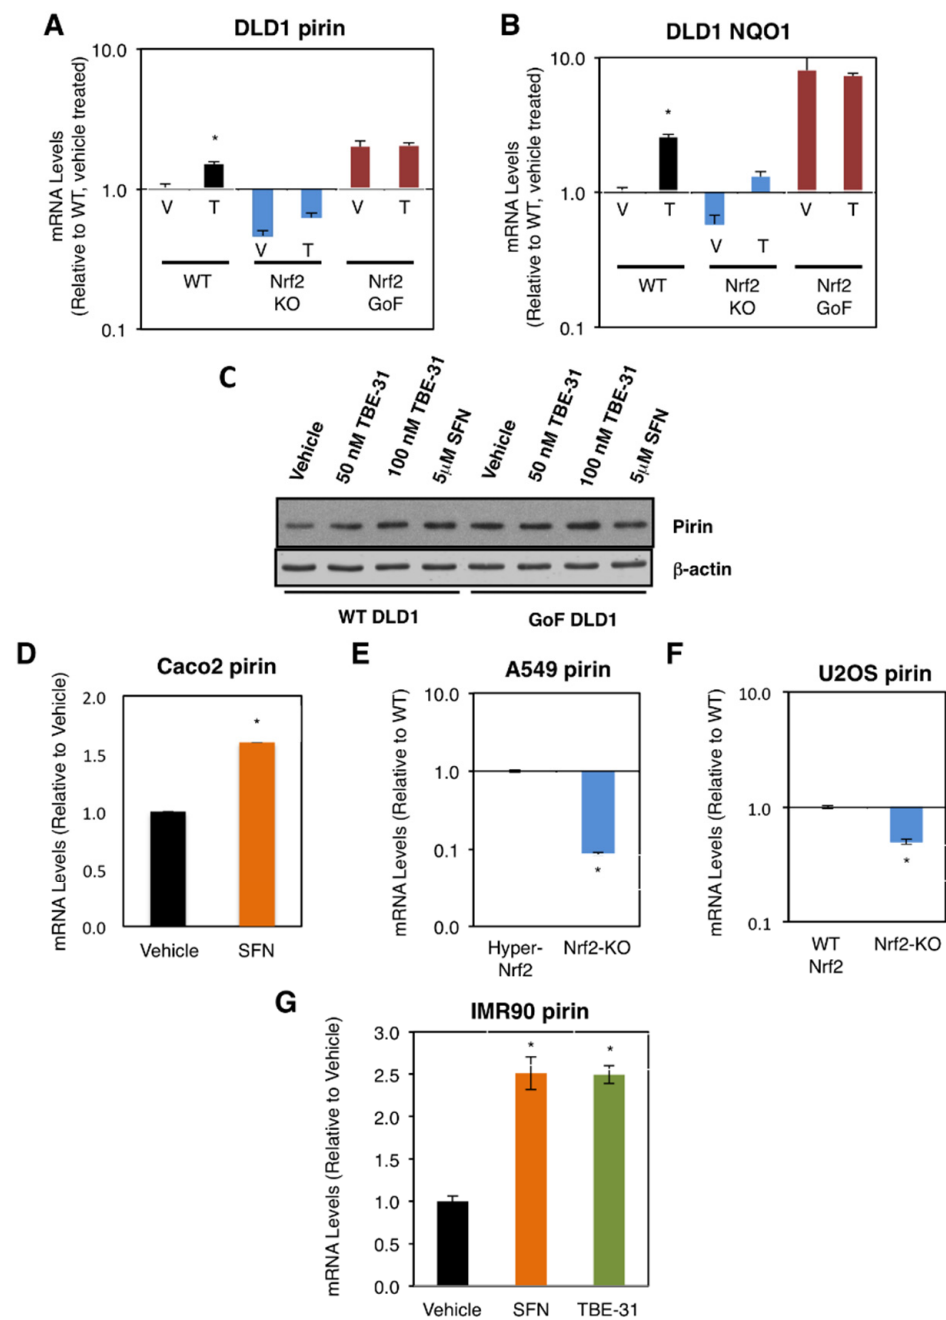 A
DLD1 pirin
mRNA Levels
(Relative to WT, vehicle treated)
10.0
1.0
0.1
*
V T V T V T
WT
Nrf2
KO
Nrf2
GoF
B
DLD1 NQO1
mRNA Levels
(Relative to WT, vehicle treated)
10.0
1.0
0.1
*
V T V T V T
WT
Nrf2
KO
Nrf2
GoF
C
Vehicle
50 nM TBE-31
100 nM TBE-31
5μM SFN
Vehicle
50 nM TBE-31
100 nM TBE-31
5μM SFN
Pirin
β-actin
WT DLD1
GoF DLD1
D
Caco2 pirin
mRNA Levels (Relative to Vehicle)
2.0
1.5
1.0
0.5
0.0
*
Vehicle
SFN
E
A549 pirin
mRNA Levels (Relative to WT)
10.0
1.0
0.1
0.0
*
Hyper-
Nrf2
Nrf2-KO
F
U2OS pirin
mRNA Levels (Relative to WT)
10.0
1.0
0.1
*
WT
Nrf2
Nrf2-KO
G
IMR90 pirin
mRNA Levels (Relative to Vehicle)
3.0
2.5
2.0
1.5
1.0
0.5
0.0
*
*
Vehicle
SFN
TBE-31